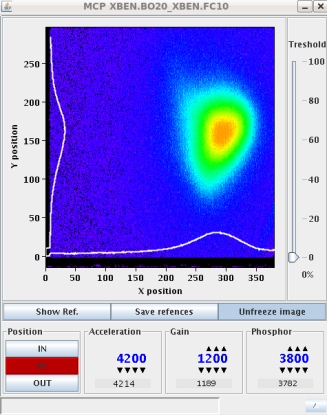 MCP XBEN.BO20_XBEN.FC10
Treshold
100
80
60
40
20
0
0%
250
200
150
100
50
0
Y position
0 50 100 150 200 250 300 350
X position
Show Ref. Save refences Unfreeze image
Position Acceleration Gain Phosphor
IN
OUT
4200 1200 3800
4214 1189 3782